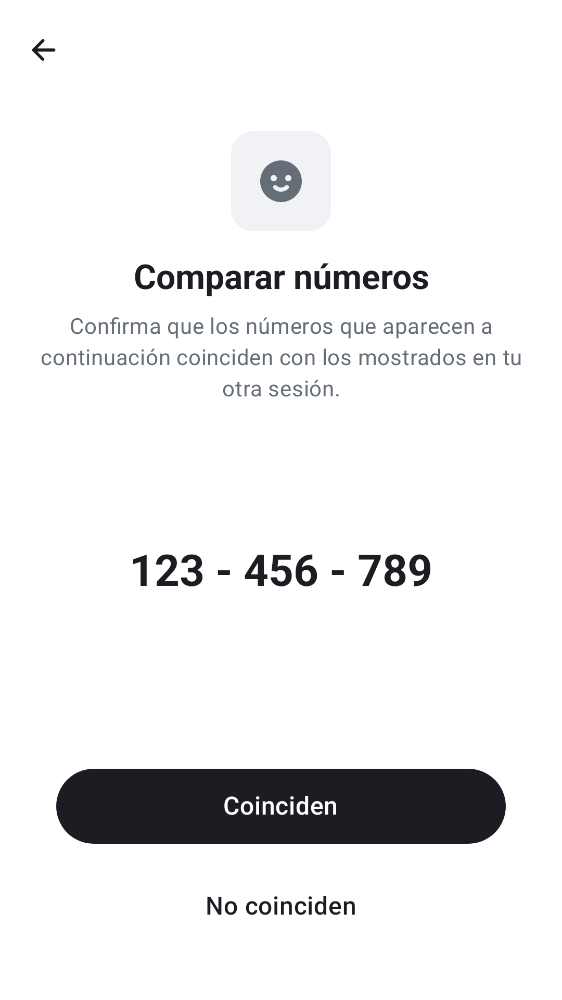 Comparar números
Confirma que los números que aparecen a
continuación coinciden con los mostrados en tu
otra sesión.
123 - 456 - 789
Coinciden
No coinciden